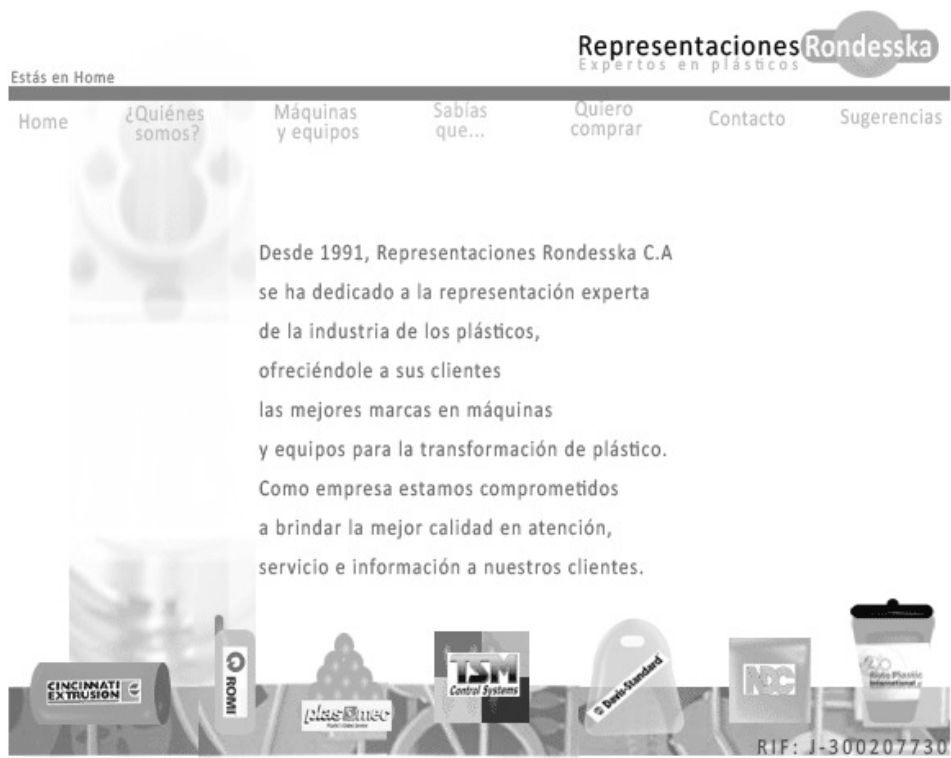 Representaciones Rondesska
Expertos en plásticos
Estás en Home
Home
¿Quiénes
somos?
Máquinas
y equipos
Sabías
que...
Quiero
comprar
Contacto
Sugerencias
Desde 1991, Representaciones Rondesska C.A
se ha dedicado a la representación experta
de la industria de los plásticos,
ofreciéndole a sus clientes
las mejores marcas en máquinas
y equipos para la transformación de plástico.
Como empresa estamos comprometidos
a brindar la mejor calidad en atención,
servicio e información a nuestros clientes.
CINCINNATI
EXTRUSION
ROMI
plasmec
TSM
Control Systems
Davis-Standard
NDC
Plastic
International
RIF: J-300207730